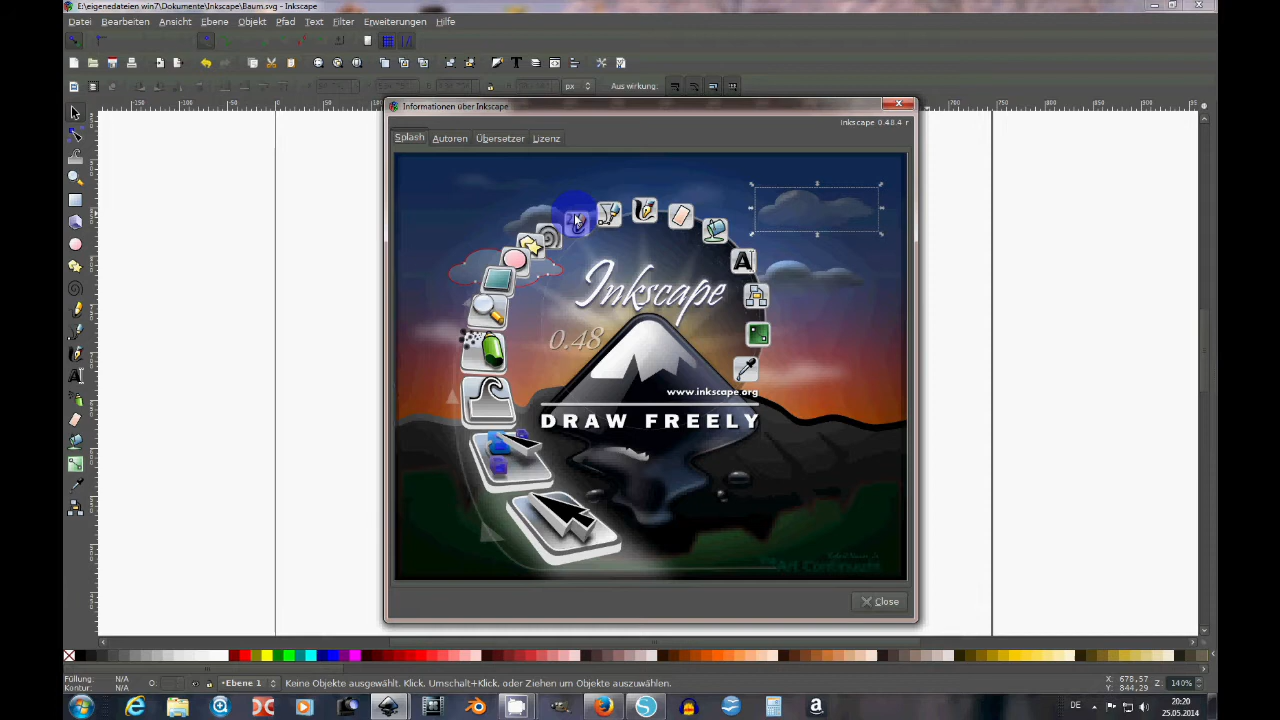 E:\eigenedateien win7\Dokumente\Inkscape\Baum.svg - Inkscape
Datei Bearbeiten Ansicht Ebene Objekt Pfad Text Filter Erweiterungen Hilfe
px Auswirkung:
Informationen über Inkscape
Inkscape 0.48.4 r
Splash Autoren Übersetzer Lizenz
Inkscape
0.48
www.inkscape.org
DRAW FREELY
Close
Füllung: N/A
Kontur: N/A
O:
Ebene 1
Keine Objekte ausgewählt. Klick, Umschalt+Klick, oder Ziehen um Objekte auszuwählen.
X: 678,57
Y: 844,29
Z: 140%
DE
20:20
25.05.2014